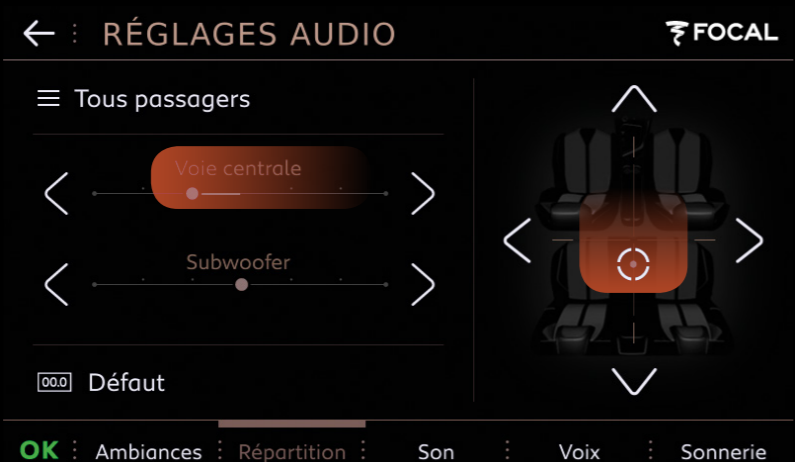 RÉGLAGES AUDIO
FOCAL
Tous passagers
Voie centrale
Subwoofer
00.0 Défaut
OK Ambiances Répartition Son Voix Sonnerie